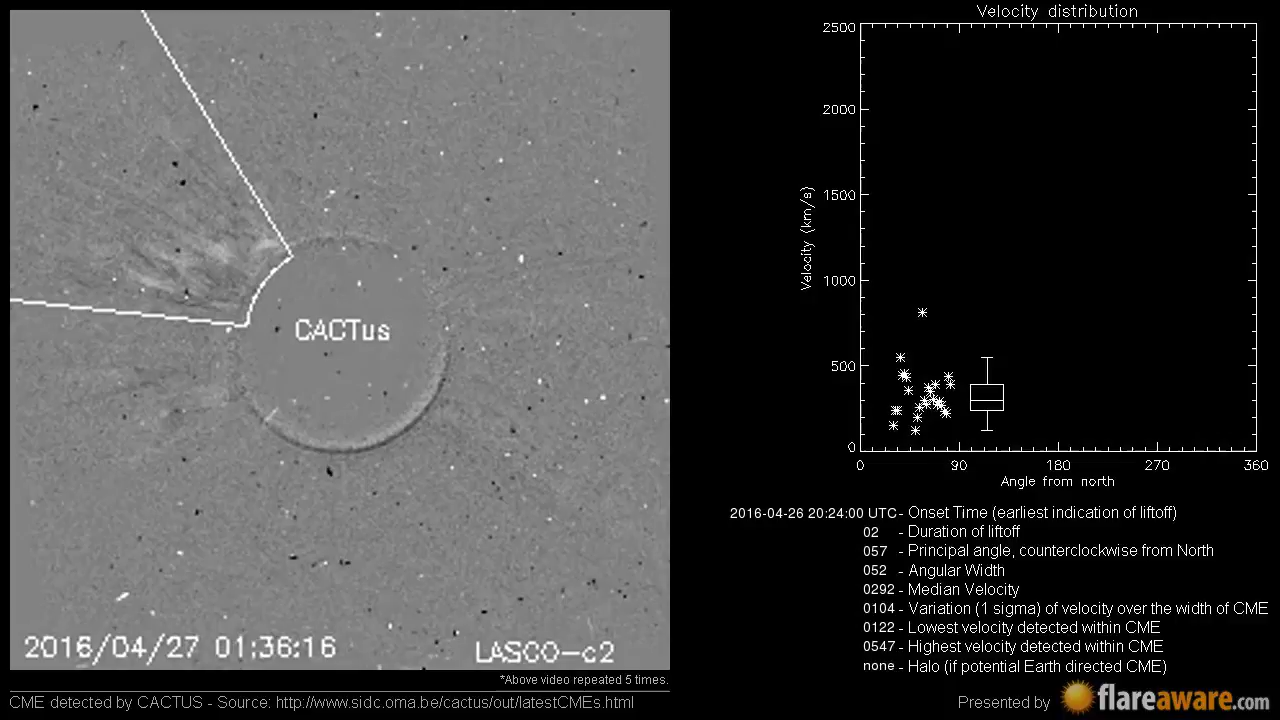 CACTus
2016/04/27 01:36:16
LASCO-c2
*Above video repeated 5 times.
CME detected by CACTUS - Source: http://www.sidc.oma.be/cactus/out/latestCMEs.html
Velocity distribution
Velocity (km/s)
2500
2000
1500
1000
500
0
0 90 180 270 360
Angle from north
2016-04-26 20:24:00 UTC - Onset Time (earliest indication of liftoff)
02 - Duration of liftoff
057 - Principal angle, counterclockwise from North
052 - Angular Width
0292 - Median Velocity
0104 - Variation (1 sigma) of velocity over the width of CME
0122 - Lowest velocity detected within CME
0547 - Highest velocity detected within CME
none - Halo (if potential Earth directed CME)
Presented by flareaware.com